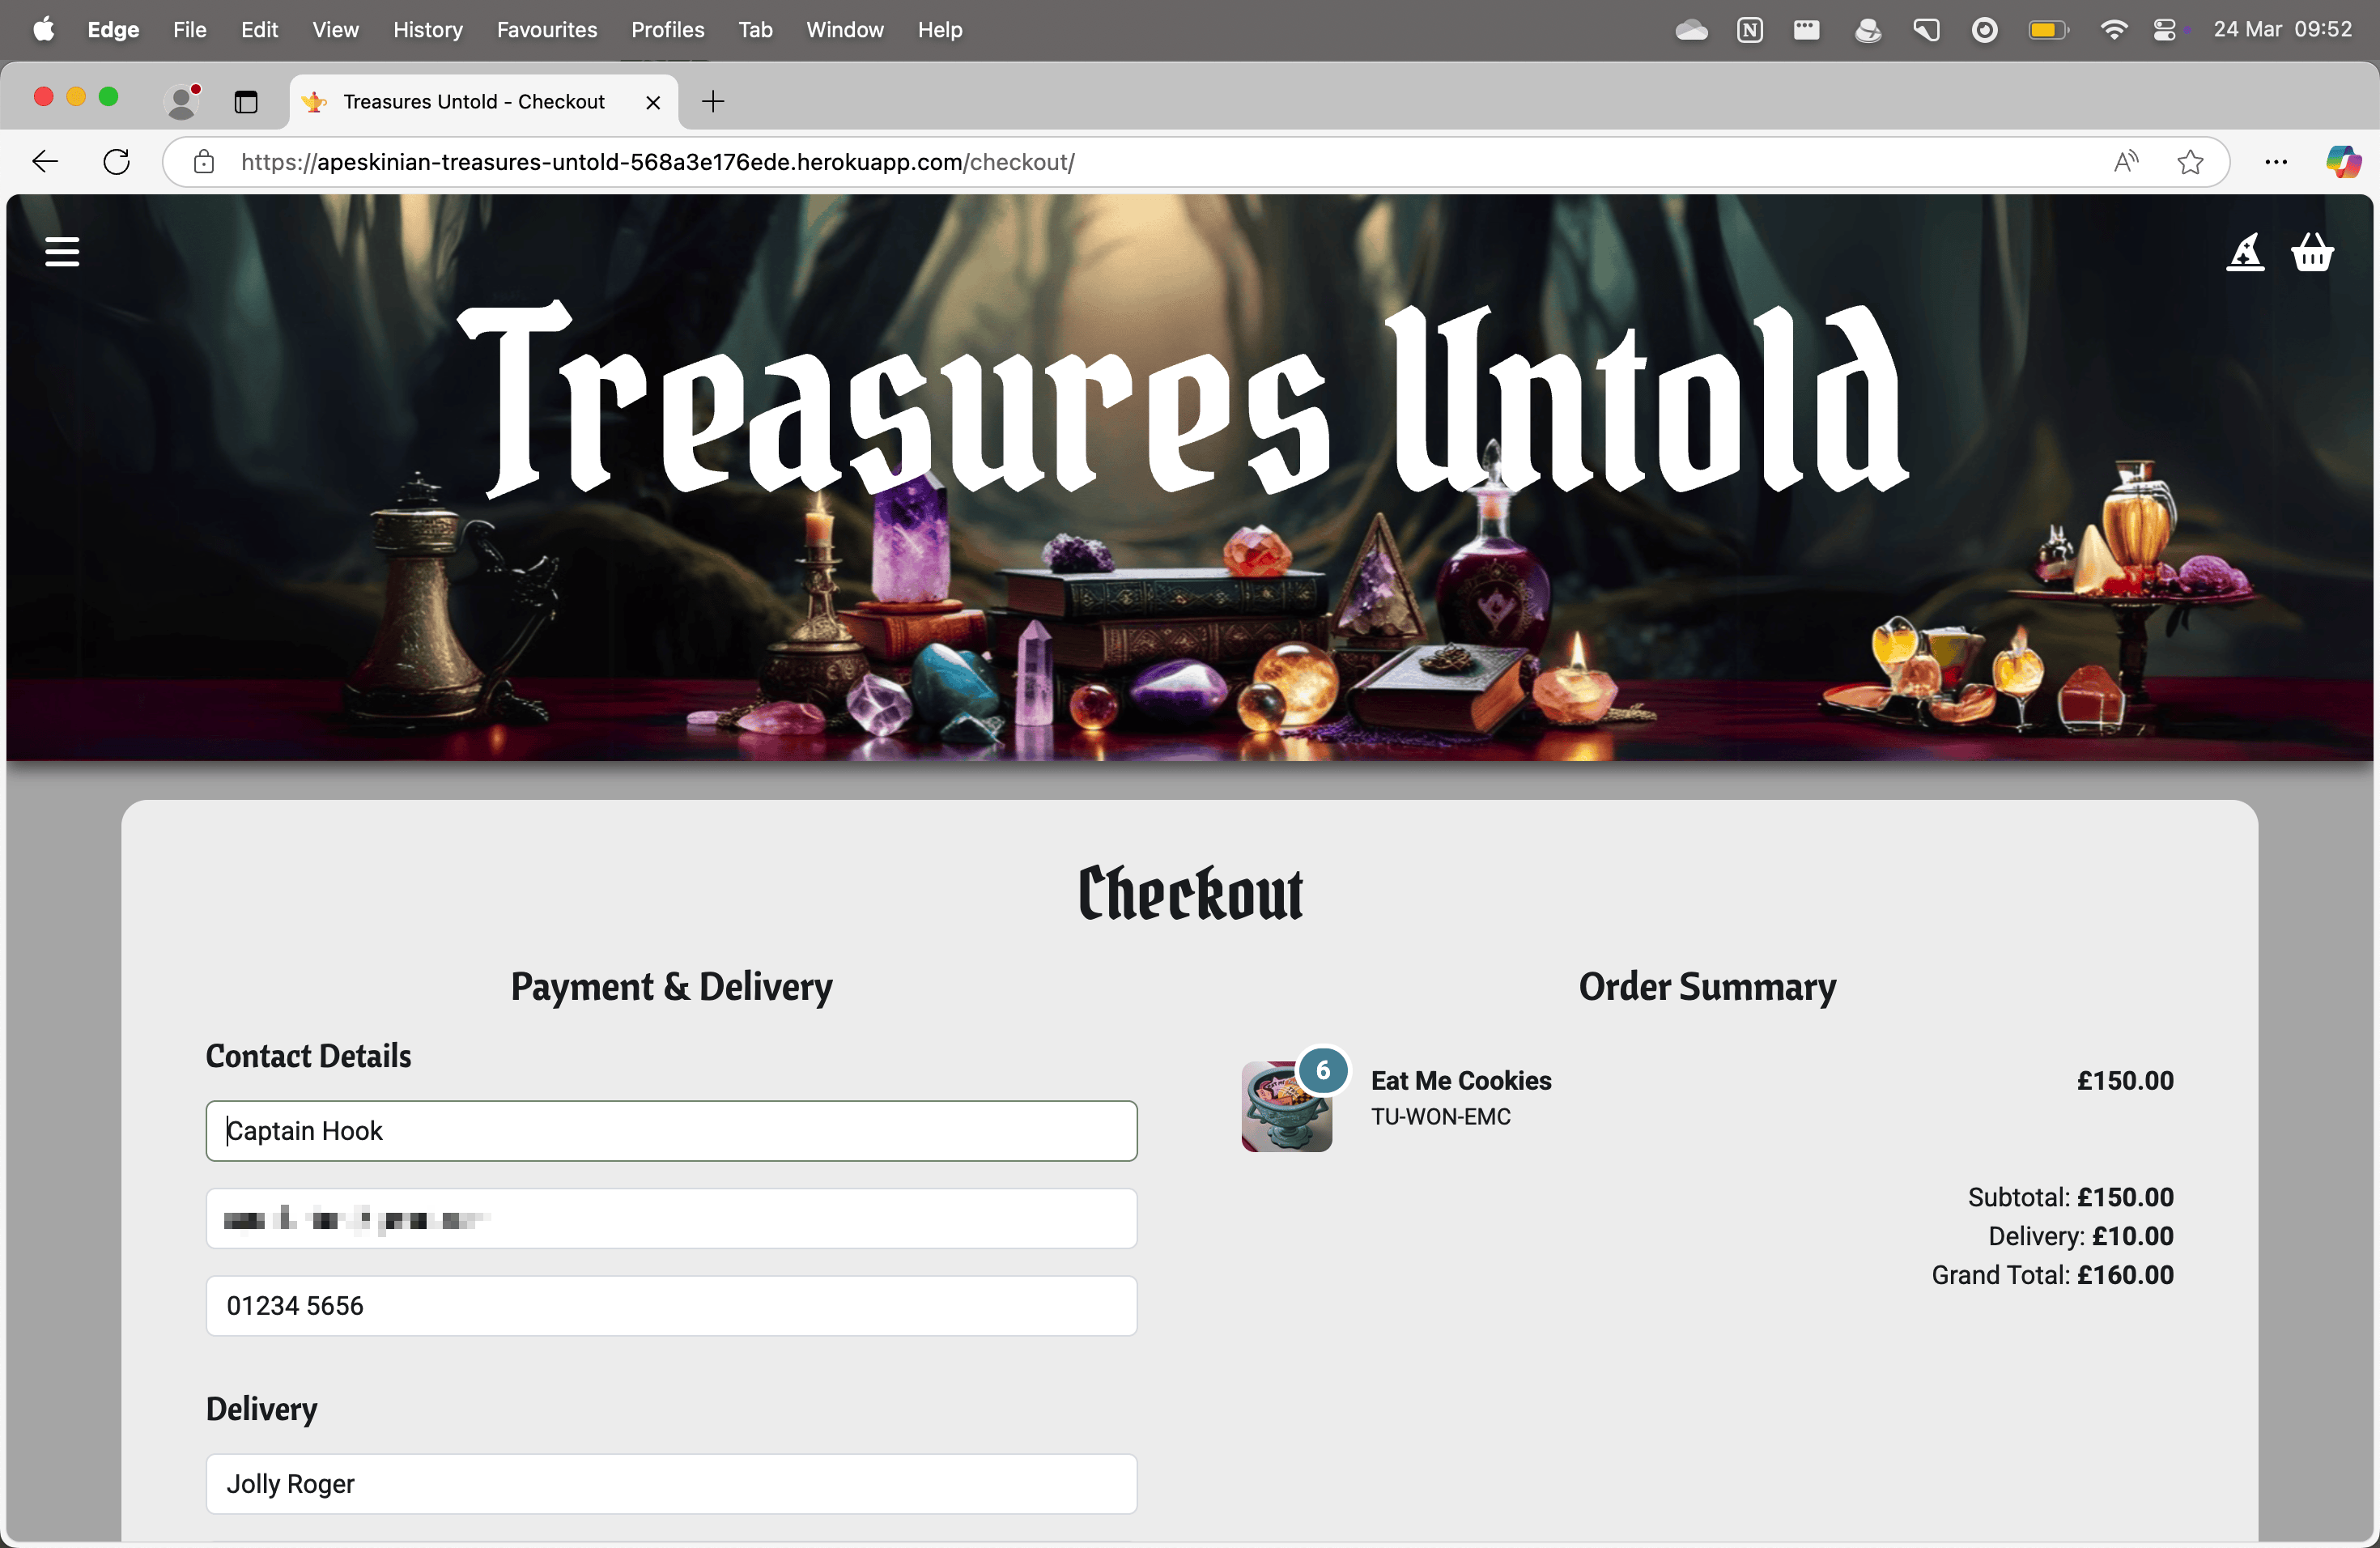 Edge File Edit View History Favourites Profiles Tab Window Help 24 Mar 09:52
Treasures Untold - Checkout
https://apeskinian-treasures-untold-568a3e176ede.herokuapp.com/checkout/
Treasures Untold
Checkout
Payment & Delivery
Contact Details
Captain Hook
01234 5656
Delivery
Jolly Roger
Order Summary
6
Eat Me Cookies £150.00
TU-WON-EMC
Subtotal: £150.00
Delivery: £10.00
Grand Total: £160.00